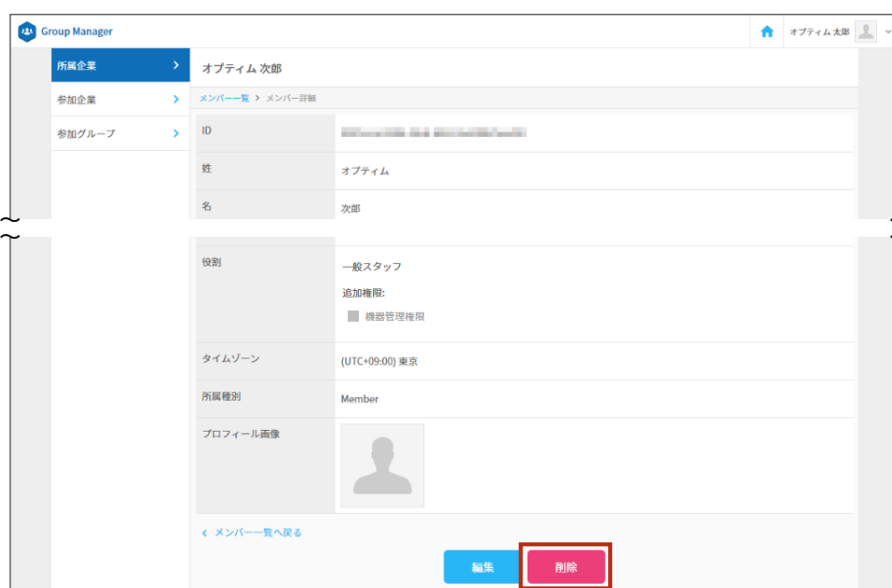 Group Manager
オプティム 太郎
所属企業
参加企業
参加グループ
オプティム 次郎
メンバー一覧 > メンバー詳細
ID
姓
オプティム
名
次郎
役割
一般スタッフ
追加権限:
機器管理権限
タイムゾーン
(UTC+09:00) 東京
所属種別
Member
プロフィール画像
メンバー一覧へ戻る
編集
削除